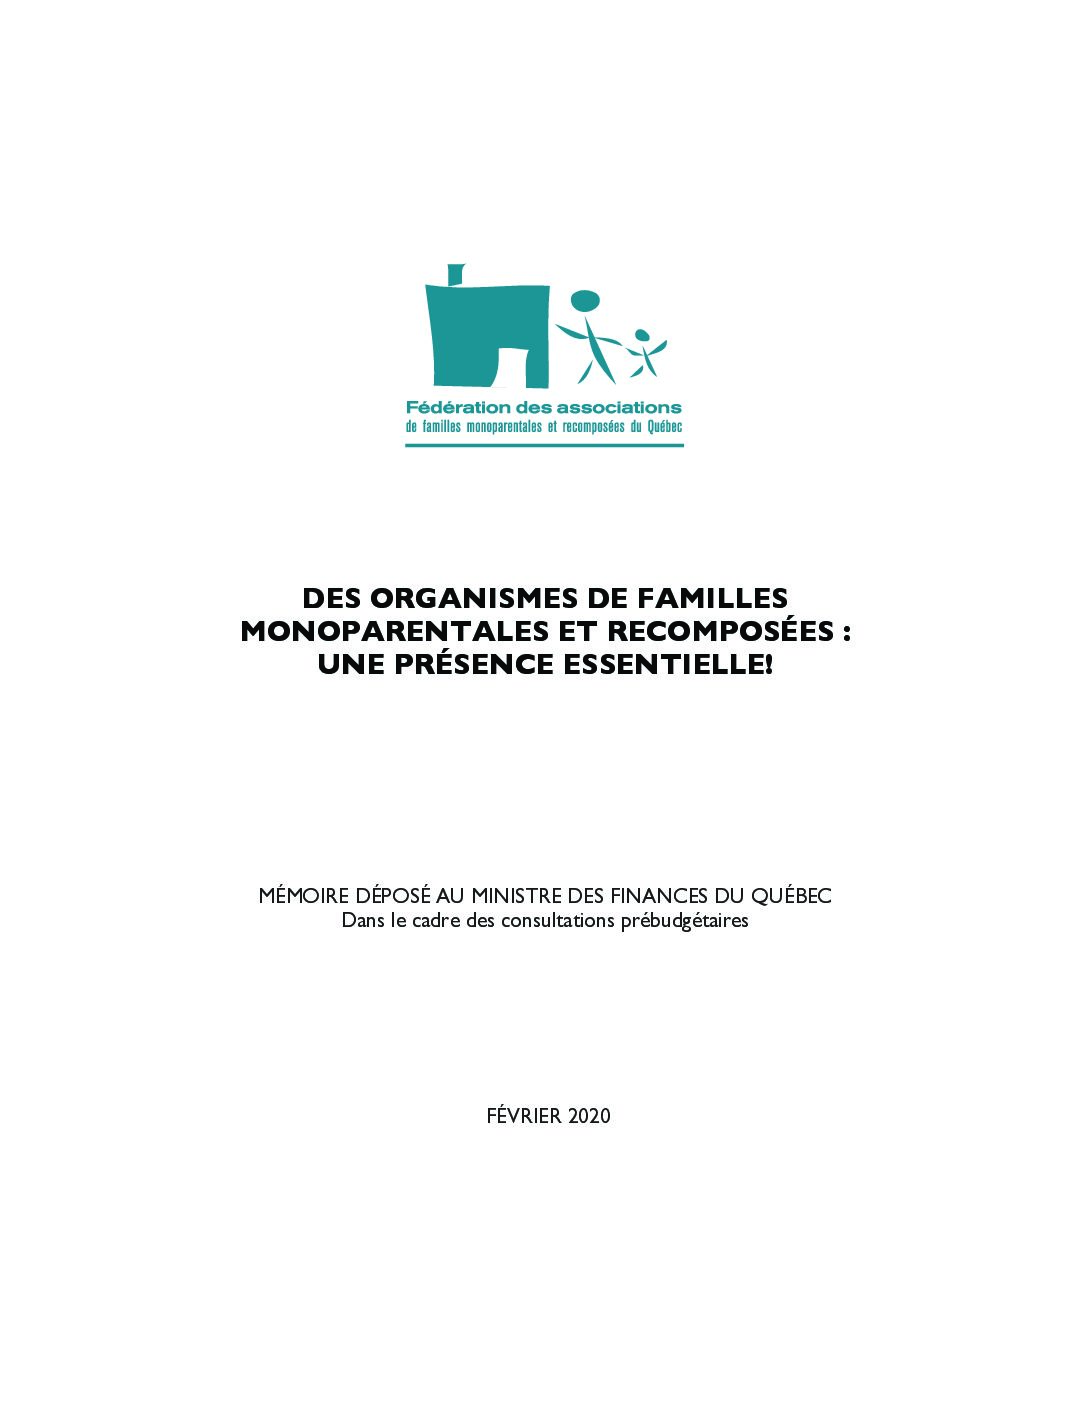 Fédération des associations
de familles monoparentales et recomposées du Québec
DES ORGANISMES DE FAMILLES
MONOPARENTALES ET RECOMPOSÉES :
UNE PRÉSENCE ESSENTIELLE!
MÉMOIRE DÉPOSÉ AU MINISTRE DES FINANCES DU QUÉBEC
Dans le cadre des consultations prébudgétaires
FÉVRIER 2020